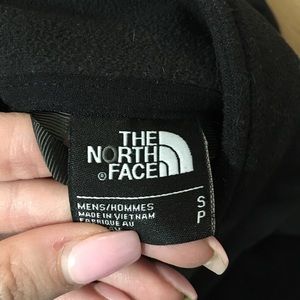 THE
NORTH
FACE
®
MENS/HOMMES
MADE IN VIETNAM
FABRIQUE AU
S
P